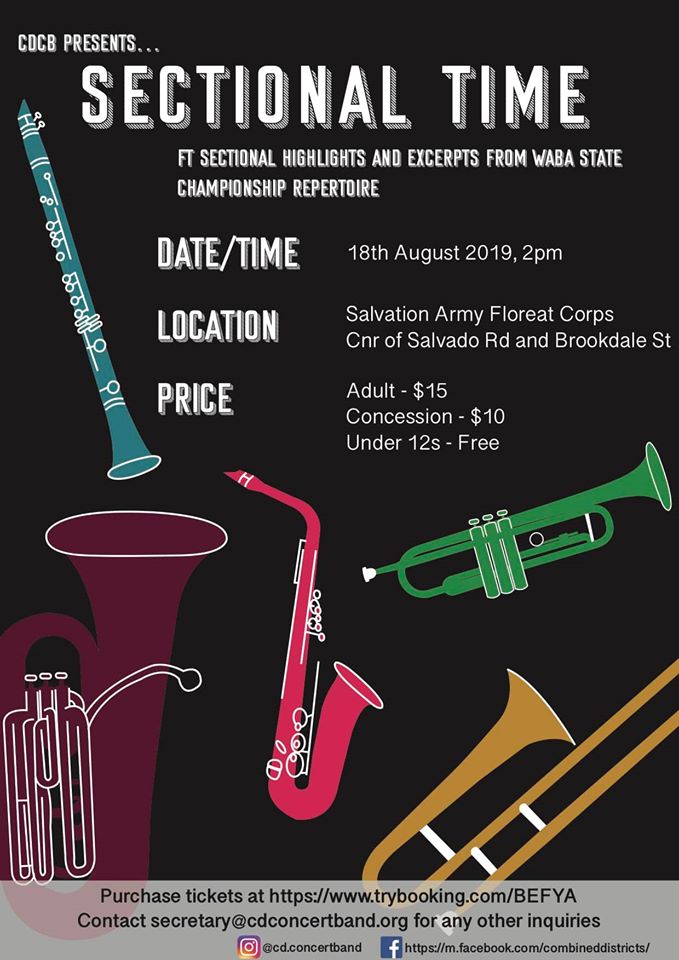 CDCB PRESENTS...
SECTIONAL TIME
FT SECTIONAL HIGHLIGHTS AND EXCERPTS FROM WABA STATE
CHAMPIONSHIP REPERTOIRE
DATE/TIME 18th August 2019, 2pm
LOCATION Salvation Army Floreat Corps
Cnr of Salvado Rd and Brookdale St
PRICE Adult - $15
Concession - $10
Under 12s - Free
Purchase tickets at https://www.trybooking.com/BEFYA
Contact secretary@cdconcertband.org for any other inquiries
@cd.concertband https://m.facebook.com/combineddistricts/